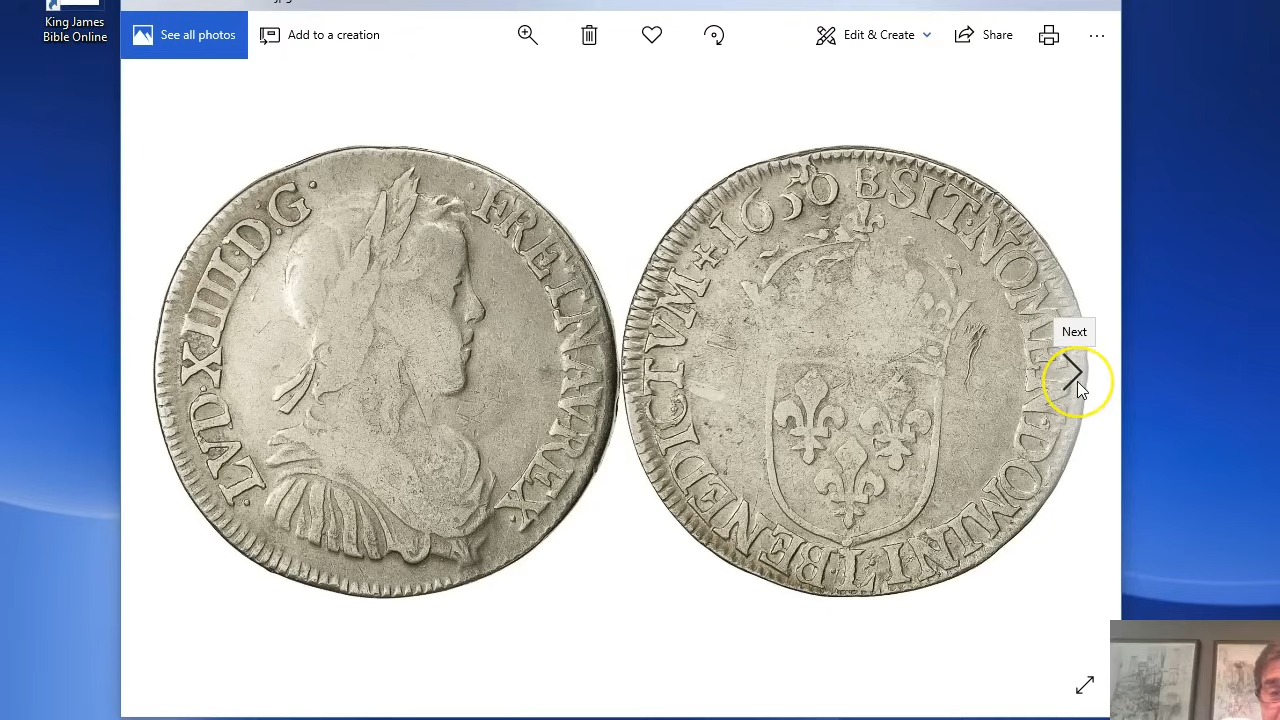 King James
Bible Online
See all photos
Add to a creation
Edit & Create
Share
Next
LVD·XIIII·D·G·
FR·ET·NAV·REX·
·1650 B SIT·NOMEN·DOMINI·L·BENEDICTVM